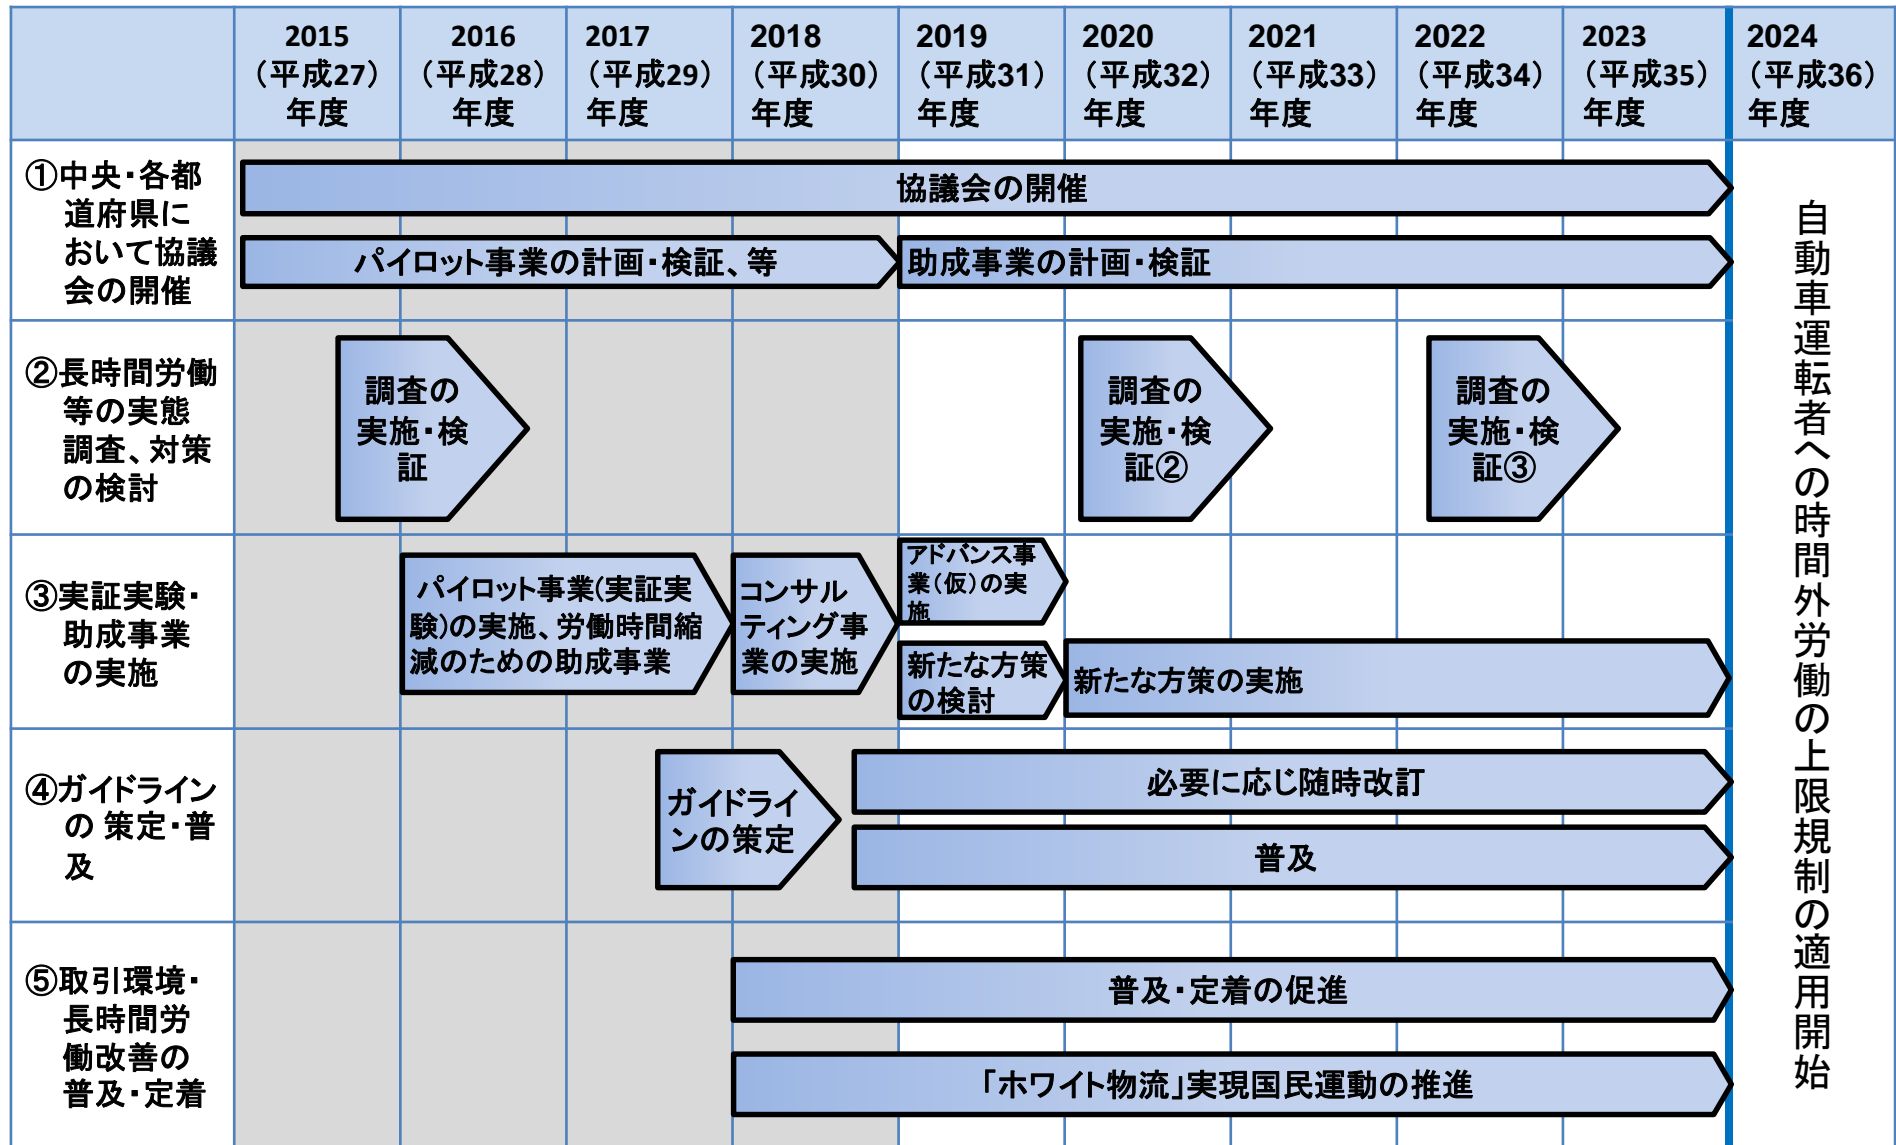 2015
（平成27）
年度
2016
（平成28）
年度
2017
（平成29）
年度
2018
（平成30）
年度
2019
（平成31）
年度
2020
（平成32）
年度
2021
（平成33）
年度
2022
（平成34）
年度
2023
（平成35）
年度
2024
（平成36）
年度
①中央・各都
道府県に
おいて協議
会の開催
協議会の開催
パイロット事業の計画・検証、等
助成事業の計画・検証
②長時間労働
等の実態
調査、対策
の検討
調査の
実施・検
証
調査の
実施・検
証②
調査の
実施・検
証③
③実証実験・
助成事業
の実施
パイロット事業(実証実
験)の実施、労働時間縮
減のための助成事業
コンサル
ティング事
業の実施
アドバンス事
業（仮）の実
施
新たな方策
の検討
新たな方策の実施
④ガイドライン
の 策定・普
及
ガイドライ
ンの策定
必要に応じ随時改訂
普及
⑤取引環境・
長時間労
働改善の
普及・定着
普及・定着の促進
「ホワイト物流」実現国民運動の推進
自動車運転者への時間外労働の上限規制の適用開始